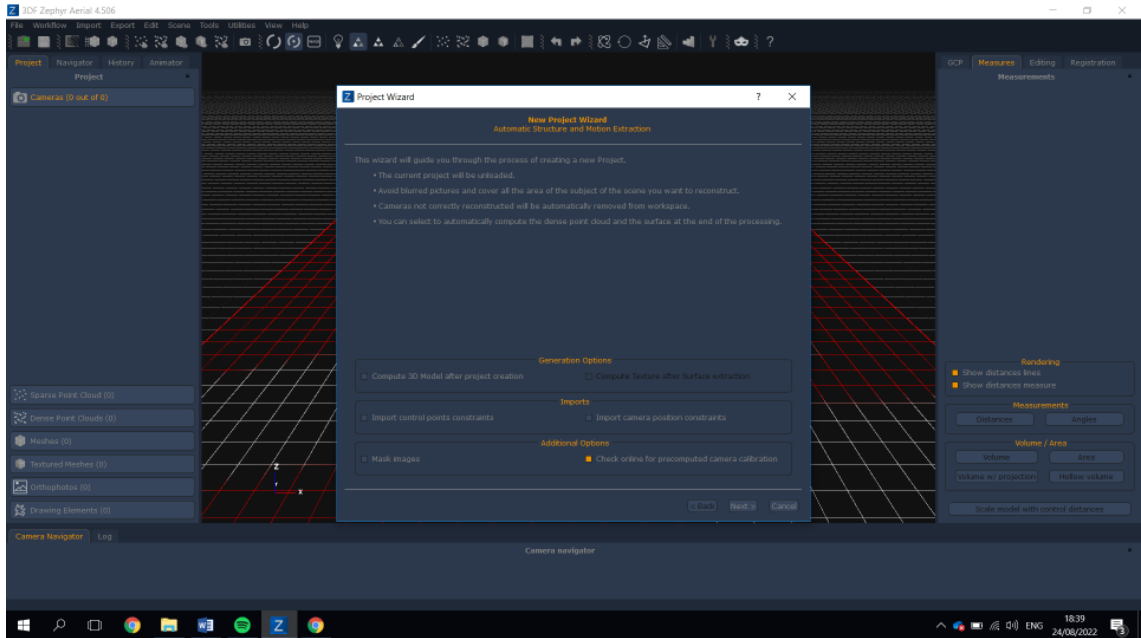 3DF Zephyr Aerial 4.506
File Workflow Import Export Edit Scene Tools Utilities View Help
Project Navigator History Animator
Project
Cameras (0 out of 0)
Sparse Point Cloud (0)
Dense Point Clouds (0)
Meshes (0)
Textured Meshes (0)
Orthophotos (0)
Drawing Elements (0)
Project Wizard
New Project Wizard
Automatic Structure and Motion Extraction
This wizard will guide you through the process of creating a new Project.
• The current project will be unloaded.
• Avoid blurred pictures and cover all the area of the subject of the scene you want to reconstruct.
• Cameras not correctly reconstructed will be automatically removed from workspace.
• You can select to automatically compute the dense point cloud and the surface at the end of the processing.
Generation Options
Compute 3D Model after project creation Compute Texture after Surface extraction
Imports
Import control points constraints Import camera position constraints
Additional Options
Mask images Check online for precomputed camera calibration
< Back Next > Cancel
z
y
x
GCP Measures Editing Registration
Measurements
Rendering
Show distances lines
Show distances measure
Measurements
Distances Angles
Volume / Area
Volume Area
Volume w/ projection Hollow volume
Scale model with control distances
Camera Navigator Log
Camera navigator
ENG
18:39
24/08/2022
3